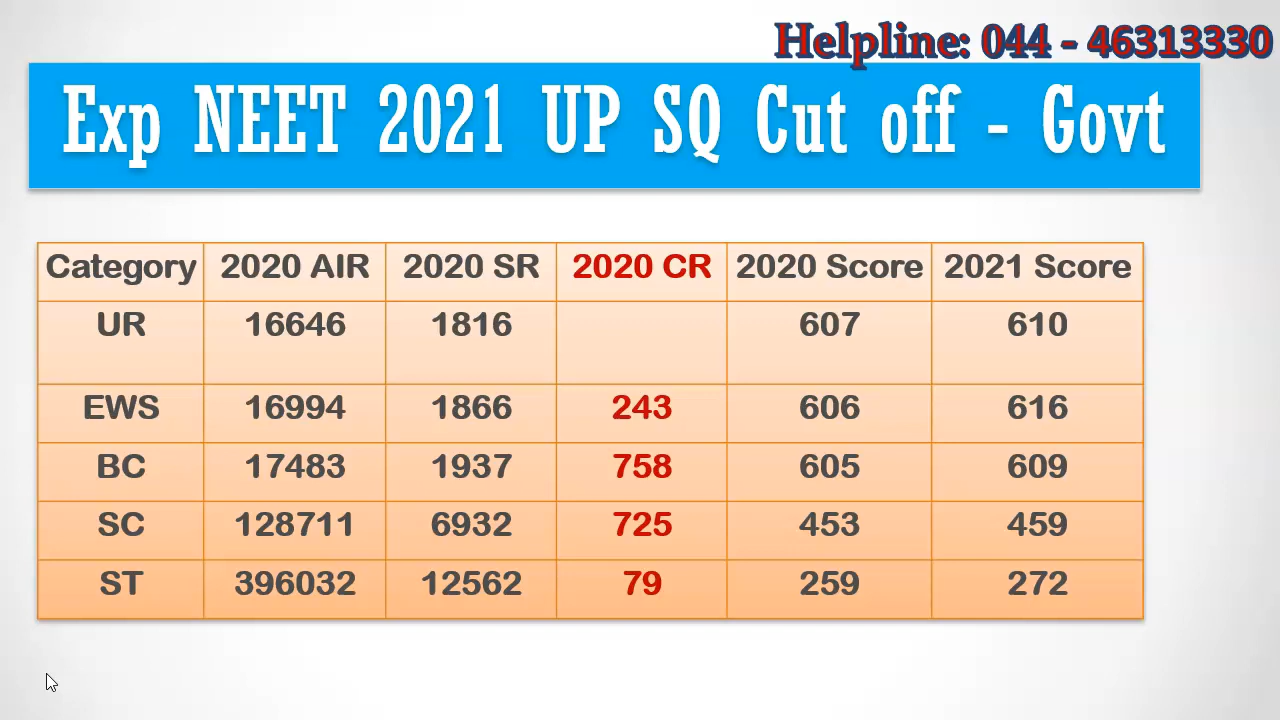 Helpline: 044 - 46313330
Exp NEET 2021 UP SQ Cut off - Govt
Category 2020 AIR 2020 SR 2020 CR 2020 Score 2021 Score
UR 16646 1816 607 610
EWS 16994 1866 243 606 616
BC 17483 1937 758 605 609
SC 128711 6932 725 453 459
ST 396032 12562 79 259 272